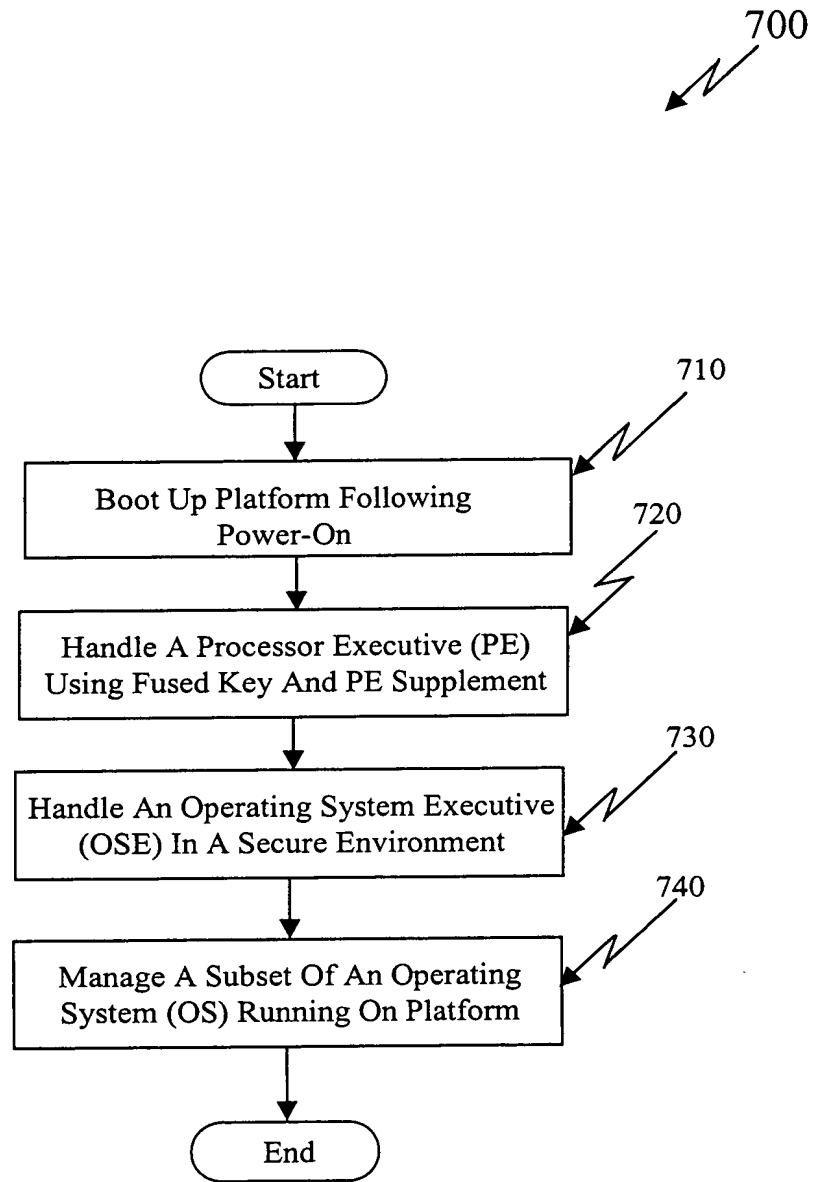 700
Start
710
Boot Up Platform Following
Power-On
720
Handle A Processor Executive (PE)
Using Fused Key And PE Supplement
730
Handle An Operating System Executive
(OSE) In A Secure Environment
740
Manage A Subset Of An Operating
System (OS) Running On Platform
End